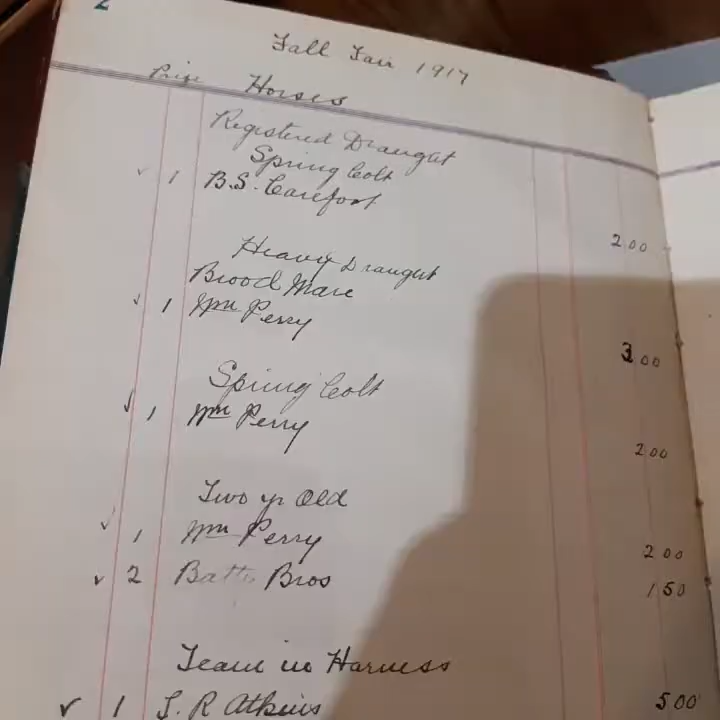 2
Fall Fair 1917
Prize Horses
Registered Draught
Spring Colt
✓ 1 B.S. Carefoot
2.00
Heavy Draught
Brood Mare
✓ 1 Wm Perry
3.00
Spring Colt
✓ 1 Wm Perry
2 00
Two yr Old
✓ 1 Wm Perry 2 00
✓ 2 Batty Bros 1 50
Team in Harness
✓ 1 S. R Atkins 5 00